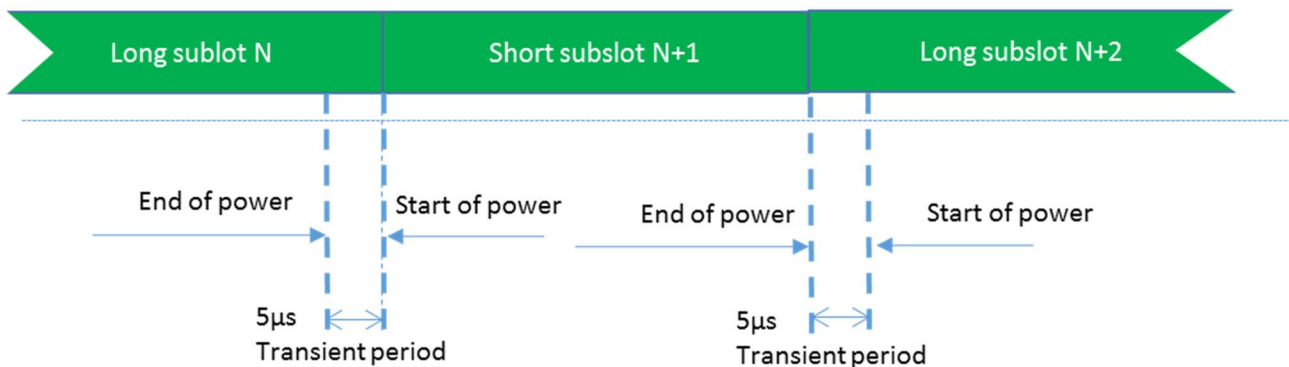 Long sublot N
Short subslot N+1
Long subslot N+2
End of power
Start of power
End of power
Start of power
5µs
Transient period
5µs
Transient period